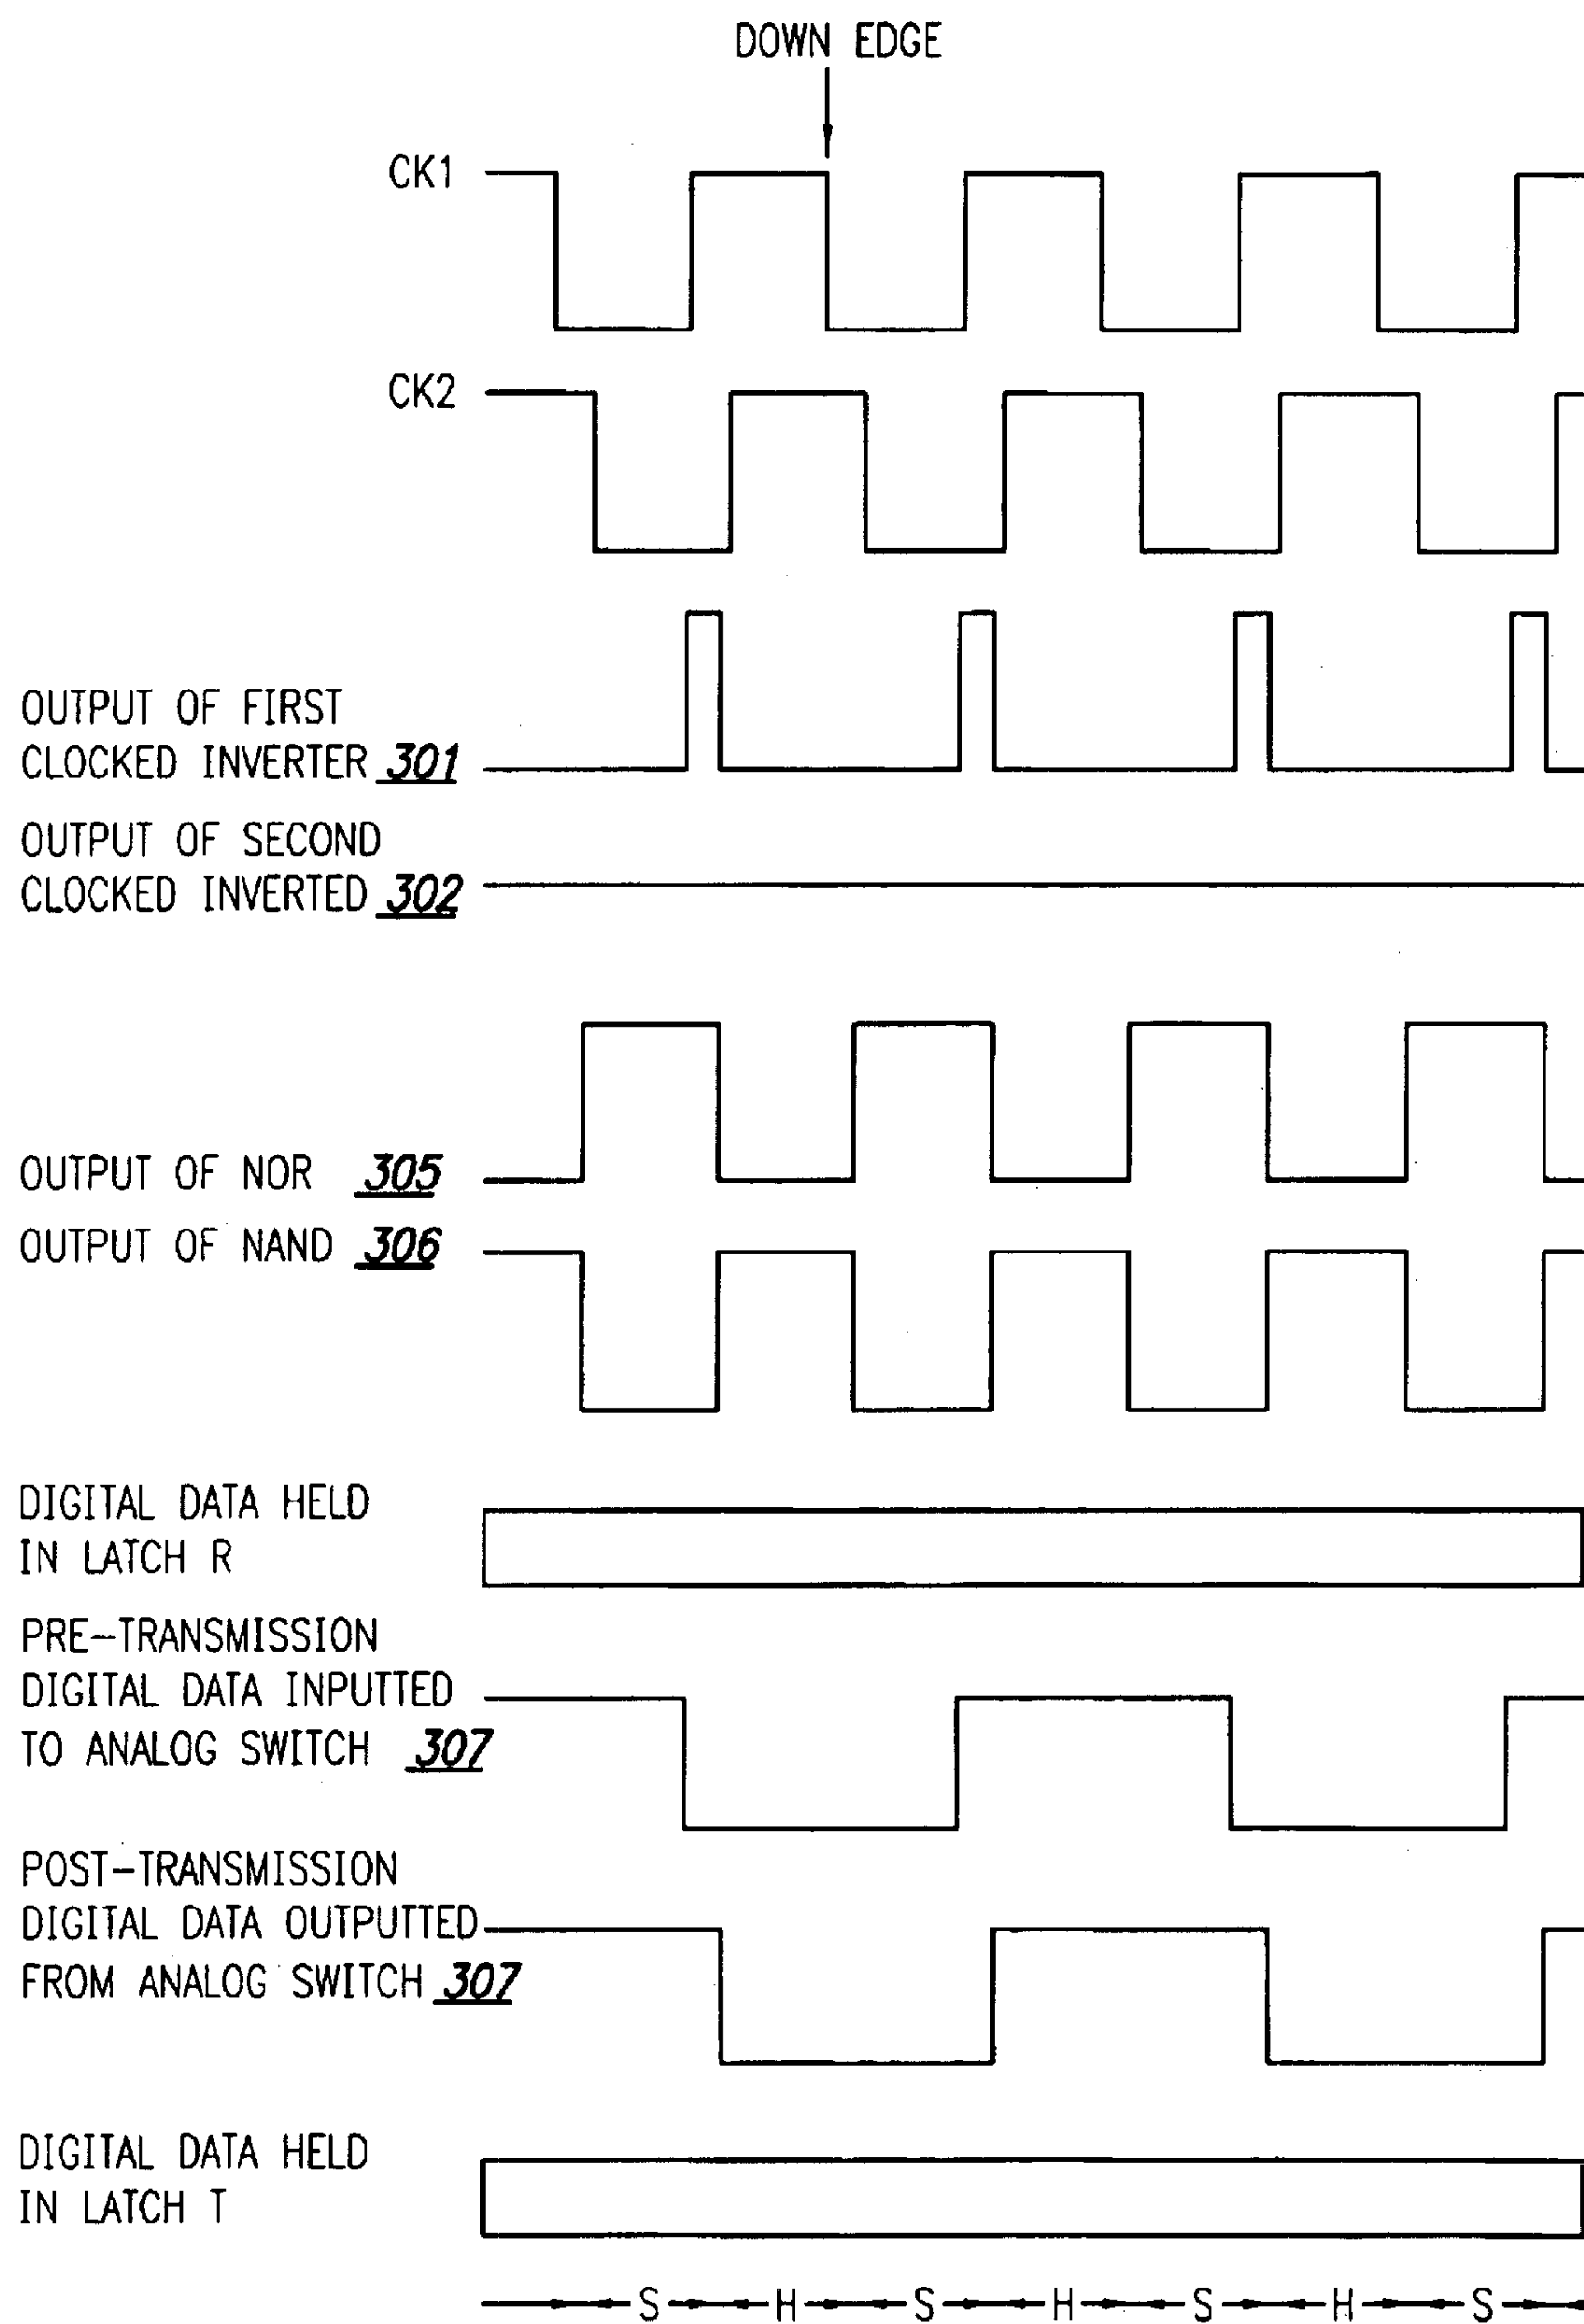 DOWN EDGE
CK1
CK2
OUTPUT OF FIRST
CLOCKED INVERTER 301
OUTPUT OF SECOND
CLOCKED INVERTED 302
OUTPUT OF NOR 305
OUTPUT OF NAND 306
DIGITAL DATA HELD
IN LATCH R
PRE-TRANSMISSION
DIGITAL DATA INPUTTED
TO ANALOG SWITCH 307
POST-TRANSMISSION
DIGITAL DATA OUTPUTTED
FROM ANALOG SWITCH 307
DIGITAL DATA HELD
IN LATCH T
S H S H S H S